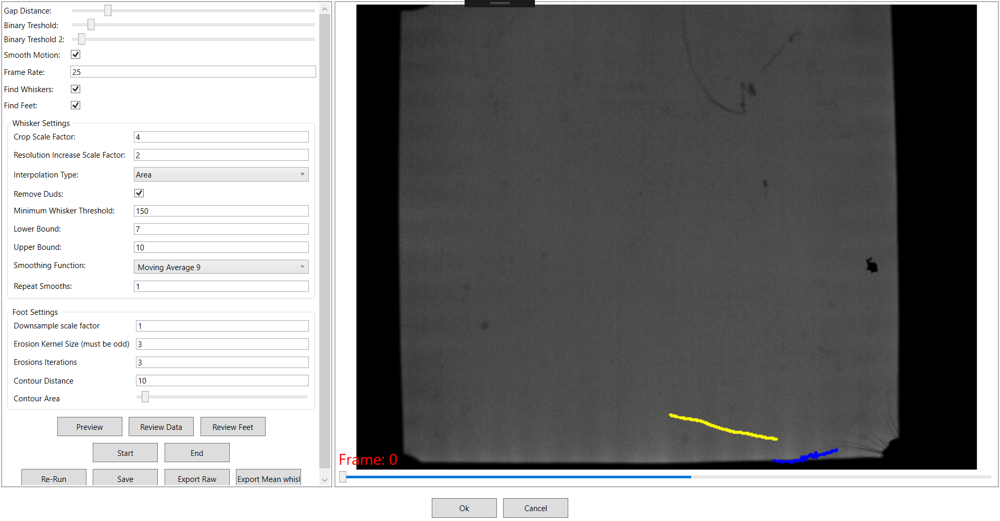 Gap Distance:
Binary Treshold:
Binary Treshold 2:
Smooth Motion:
Frame Rate: 25
Find Whiskers:
Find Feet:
Whisker Settings
Crop Scale Factor: 4
Resolution Increase Scale Factor: 2
Interpolation Type: Area
Remove Duds:
Minimum Whisker Threshold: 150
Lower Bound: 7
Upper Bound: 10
Smoothing Function: Moving Average 9
Repeat Smooths: 1
Foot Settings
Downsample scale factor 1
Erosion Kernel Size (must be odd) 3
Erosions Iterations 3
Contour Distance 10
Contour Area
Preview Review Data Review Feet
Start End
Re-Run Save Export Raw Export Mean whisk
Frame: 0
Ok Cancel